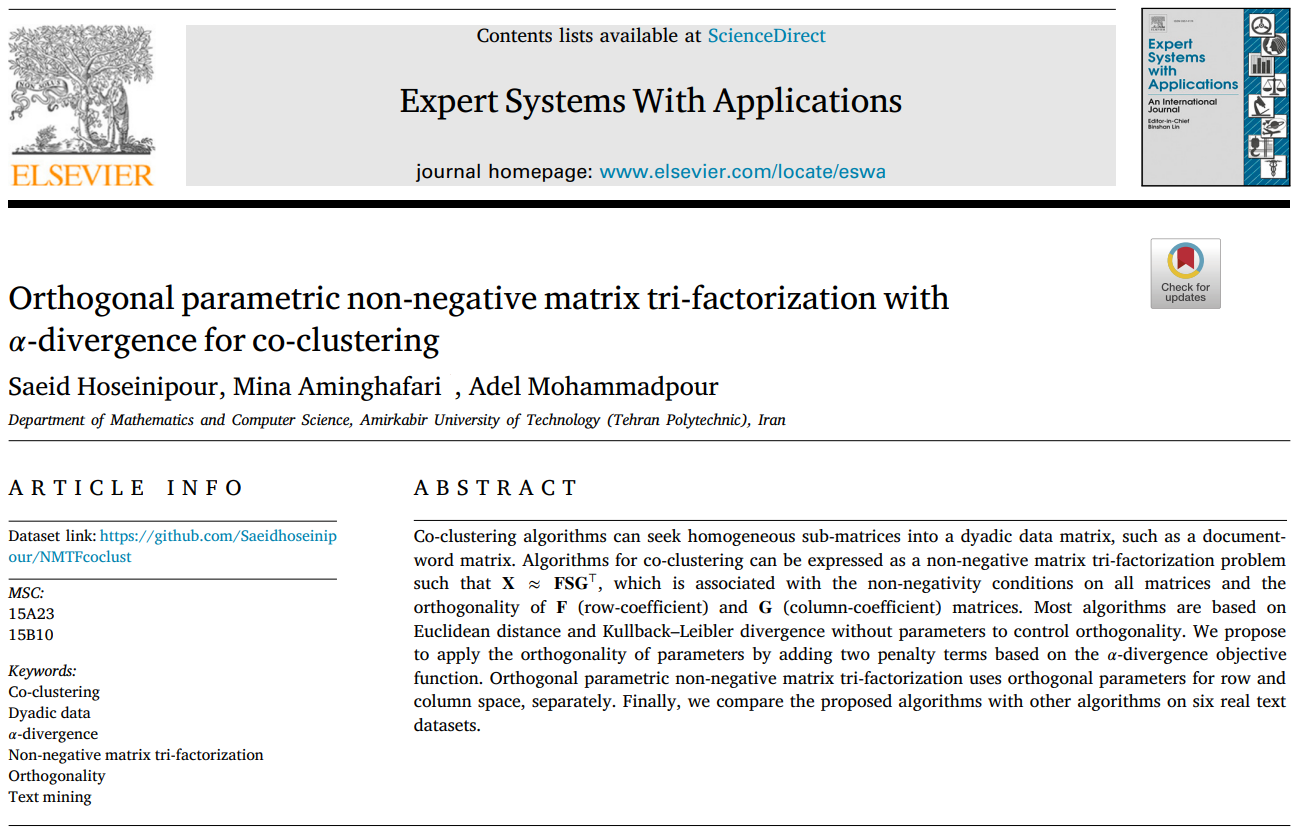 Contents lists available at ScienceDirect
Expert Systems With Applications
journal homepage: www.elsevier.com/locate/eswa
ELSEVIER
Expert
Systems
with
Applications
An International
Journal
Editor-in-Chief
Binshan Lin
Check for
updates
Orthogonal parametric non-negative matrix tri-factorization with
α-divergence for co-clustering
Saeid Hoseinipour, Mina Aminghafari , Adel Mohammadpour
Department of Mathematics and Computer Science, Amirkabir University of Technology (Tehran Polytechnic), Iran
ARTICLE INFO
Dataset link: https://github.com/Saeidhoseinip
our/NMTFcoclust
MSC:
15A23
15B10
Keywords:
Co-clustering
Dyadic data
α-divergence
Non-negative matrix tri-factorization
Orthogonality
Text mining
ABSTRACT
Co-clustering algorithms can seek homogeneous sub-matrices into a dyadic data matrix, such as a document-
word matrix. Algorithms for co-clustering can be expressed as a non-negative matrix tri-factorization problem
such that X ≈ FSG⊤, which is associated with the non-negativity conditions on all matrices and the
orthogonality of F (row-coefficient) and G (column-coefficient) matrices. Most algorithms are based on
Euclidean distance and Kullback–Leibler divergence without parameters to control orthogonality. We propose
to apply the orthogonality of parameters by adding two penalty terms based on the α-divergence objective
function. Orthogonal parametric non-negative matrix tri-factorization uses orthogonal parameters for row and
column space, separately. Finally, we compare the proposed algorithms with other algorithms on six real text
datasets.